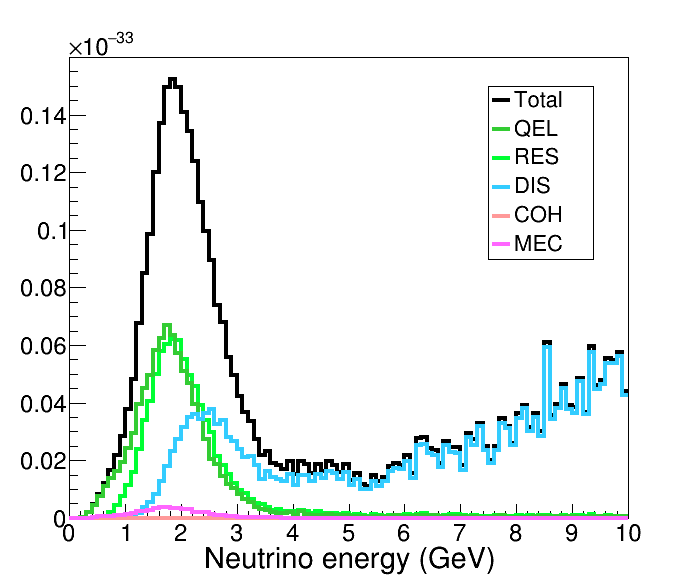 ×10⁻³³
0.14
0.12
0.1
0.08
0.06
0.04
0.02
0
0 1 2 3 4 5 6 7 8 9 10
Neutrino energy (GeV)
Total
QEL
RES
DIS
COH
MEC